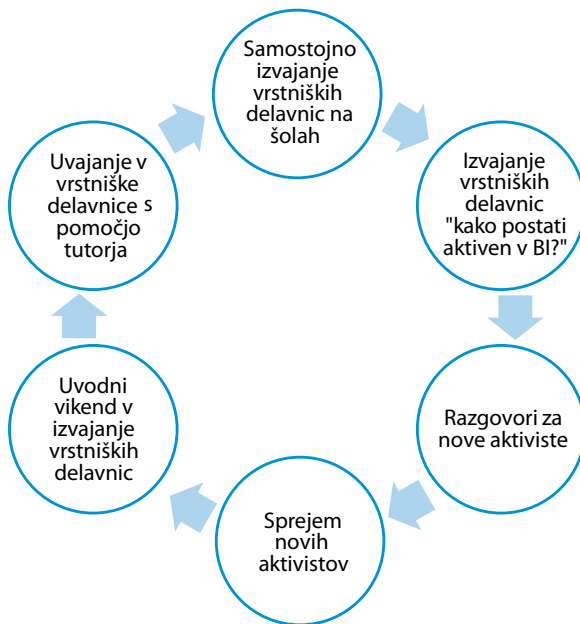 Samostojno
izvajanje
vrstniških
delavnic na
šolah
Izvajanje
vrstniških
delavnic
"kako postati
aktiven v BI?"
Razgovori za
nove aktiviste
Sprejem
novih
aktivistov
Uvodni
vikend v
izvajanje
vrstniških
delavnic
Uvajanje v
vrstniške
delavnice s
pomočjo
tutorja